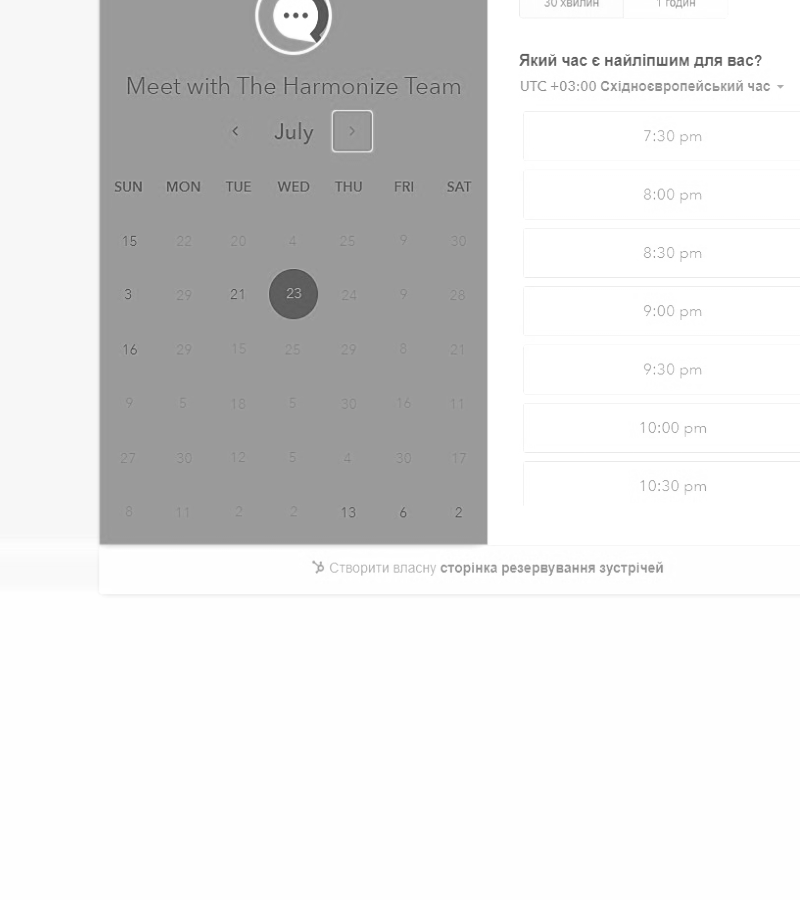 Meet with The Harmonize Team
July
SUN MON TUE WED THU FRI SAT
15 22 20 4 25 9 30
3 29 21 23 24 9 28
16 29 15 25 29 8 21
9 5 18 5 30 16 11
27 30 12 5 4 30 17
8 11 2 2 13 6 2
30 хвилин 1 годин
Який час є найліпшим для вас?
UTC +03:00 Східноєвропейський час
7:30 pm
8:00 pm
8:30 pm
9:00 pm
9:30 pm
10:00 pm
10:30 pm
Створити власну сторінка резервування зустрічей